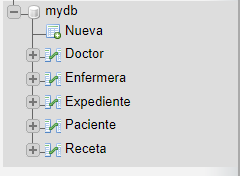 mydb
Nueva
Doctor
Enfermera
Expediente
Paciente
Receta